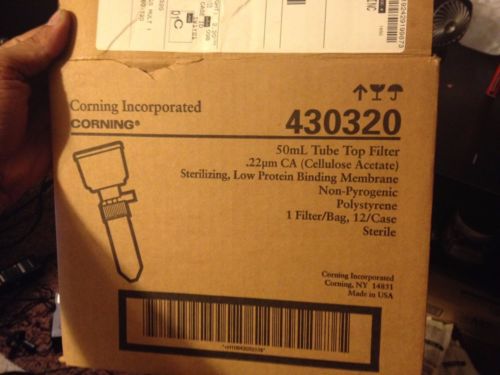 Corning Incorporated
CORNING®
430320
50mL Tube Top Filter
.22µm CA (Cellulose Acetate)
Sterilizing, Low Protein Binding Membrane
Non-Pyrogenic
Polystyrene
1 Filter/Bag, 12/Case
Sterile
Corning Incorporated
Corning, NY 14831
Made in USA